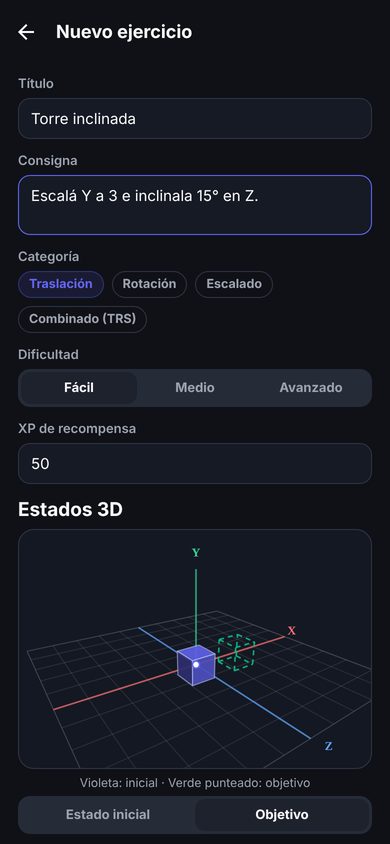 Nuevo ejercicio
Título
Torre inclinada
Consigna
Escalá Y a 3 e inclinala 15° en Z.
Categoría
Traslación
Rotación
Escalado
Combinado (TRS)
Dificultad
Fácil
Medio
Avanzado
XP de recompensa
50
Estados 3D
Y
X
Z
Violeta: inicial · Verde punteado: objetivo
Estado inicial
Objetivo